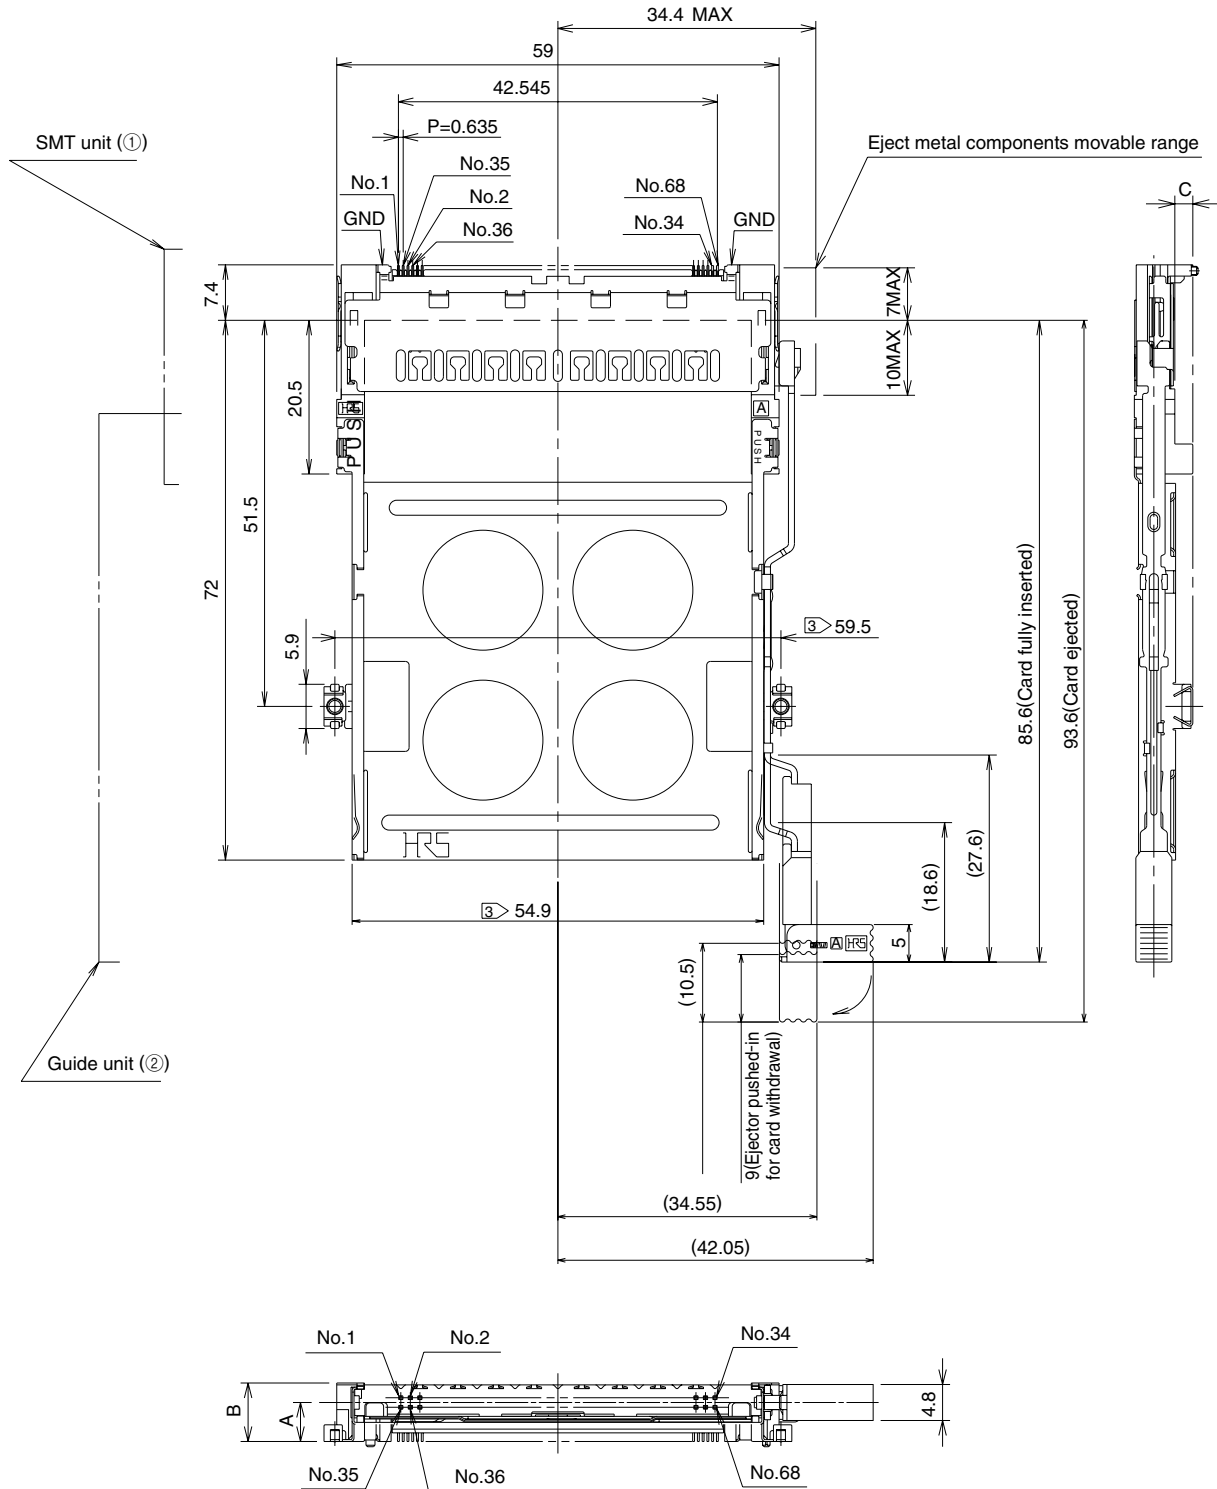 34.4 MAX
59
42.545
P=0.635
SMT unit (①)
Eject metal components movable range
No.35
No.1
No.68
No.2
C
GND
No.34
GND
No.36
7.4
7MAX
10MAX
20.5
HRS
A
PUSH
PUSH
51.5
72
85.6(Card fully inserted)
93.6(Card ejected)
3 59.5
5.9
HRS
(27.6)
(18.6)
3 54.9
5
A HRS
(10.5)
9(Ejector pushed-in
for card withdrawal)
Guide unit (②)
(34.55)
(42.05)
No.1
No.2
No.34
B
A
4.8
No.35
No.36
No.68